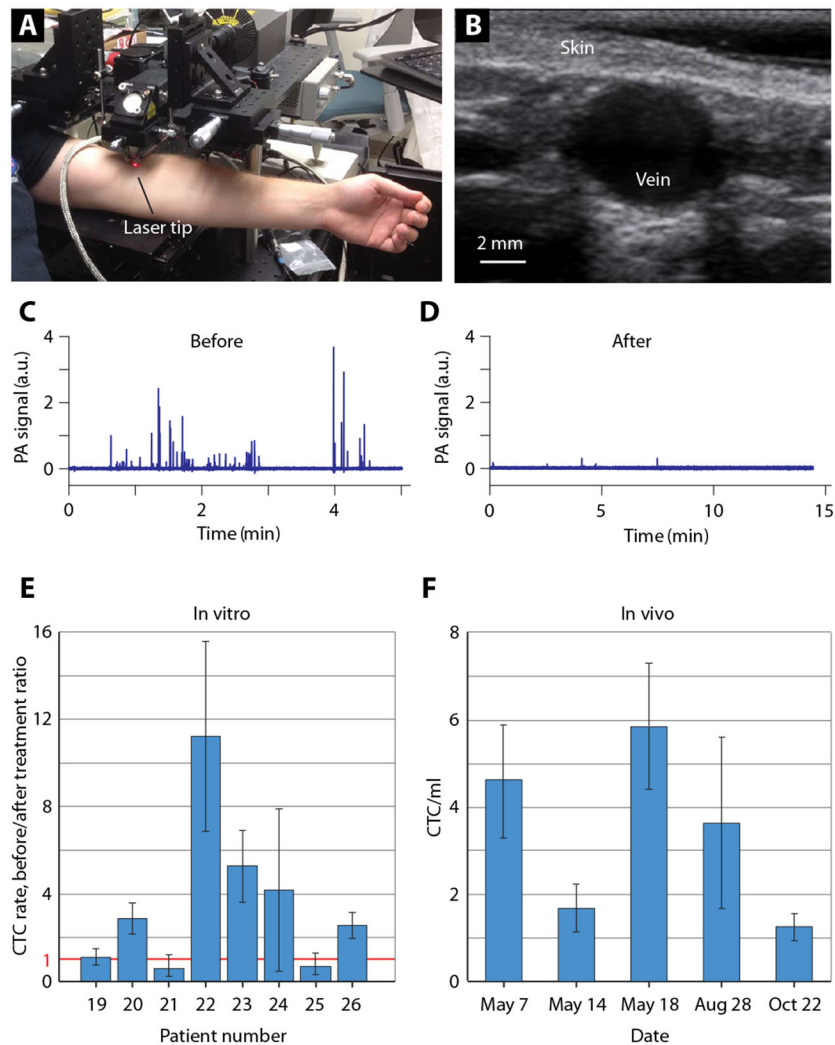 A
Laser tip
B
Skin
Vein
2 mm
C
Before
PA signal (a.u.)
4
2
0
0 2 4
Time (min)
D
After
PA signal (a.u.)
4
2
0
0 5 10 15
Time (min)
E
In vitro
CTC rate, before/after treatment ratio
16
12
8
4
1
0
19 20 21 22 23 24 25 26
Patient number
F
In vivo
CTC/ml
8
6
4
2
0
May 7 May 14 May 18 Aug 28 Oct 22
Date